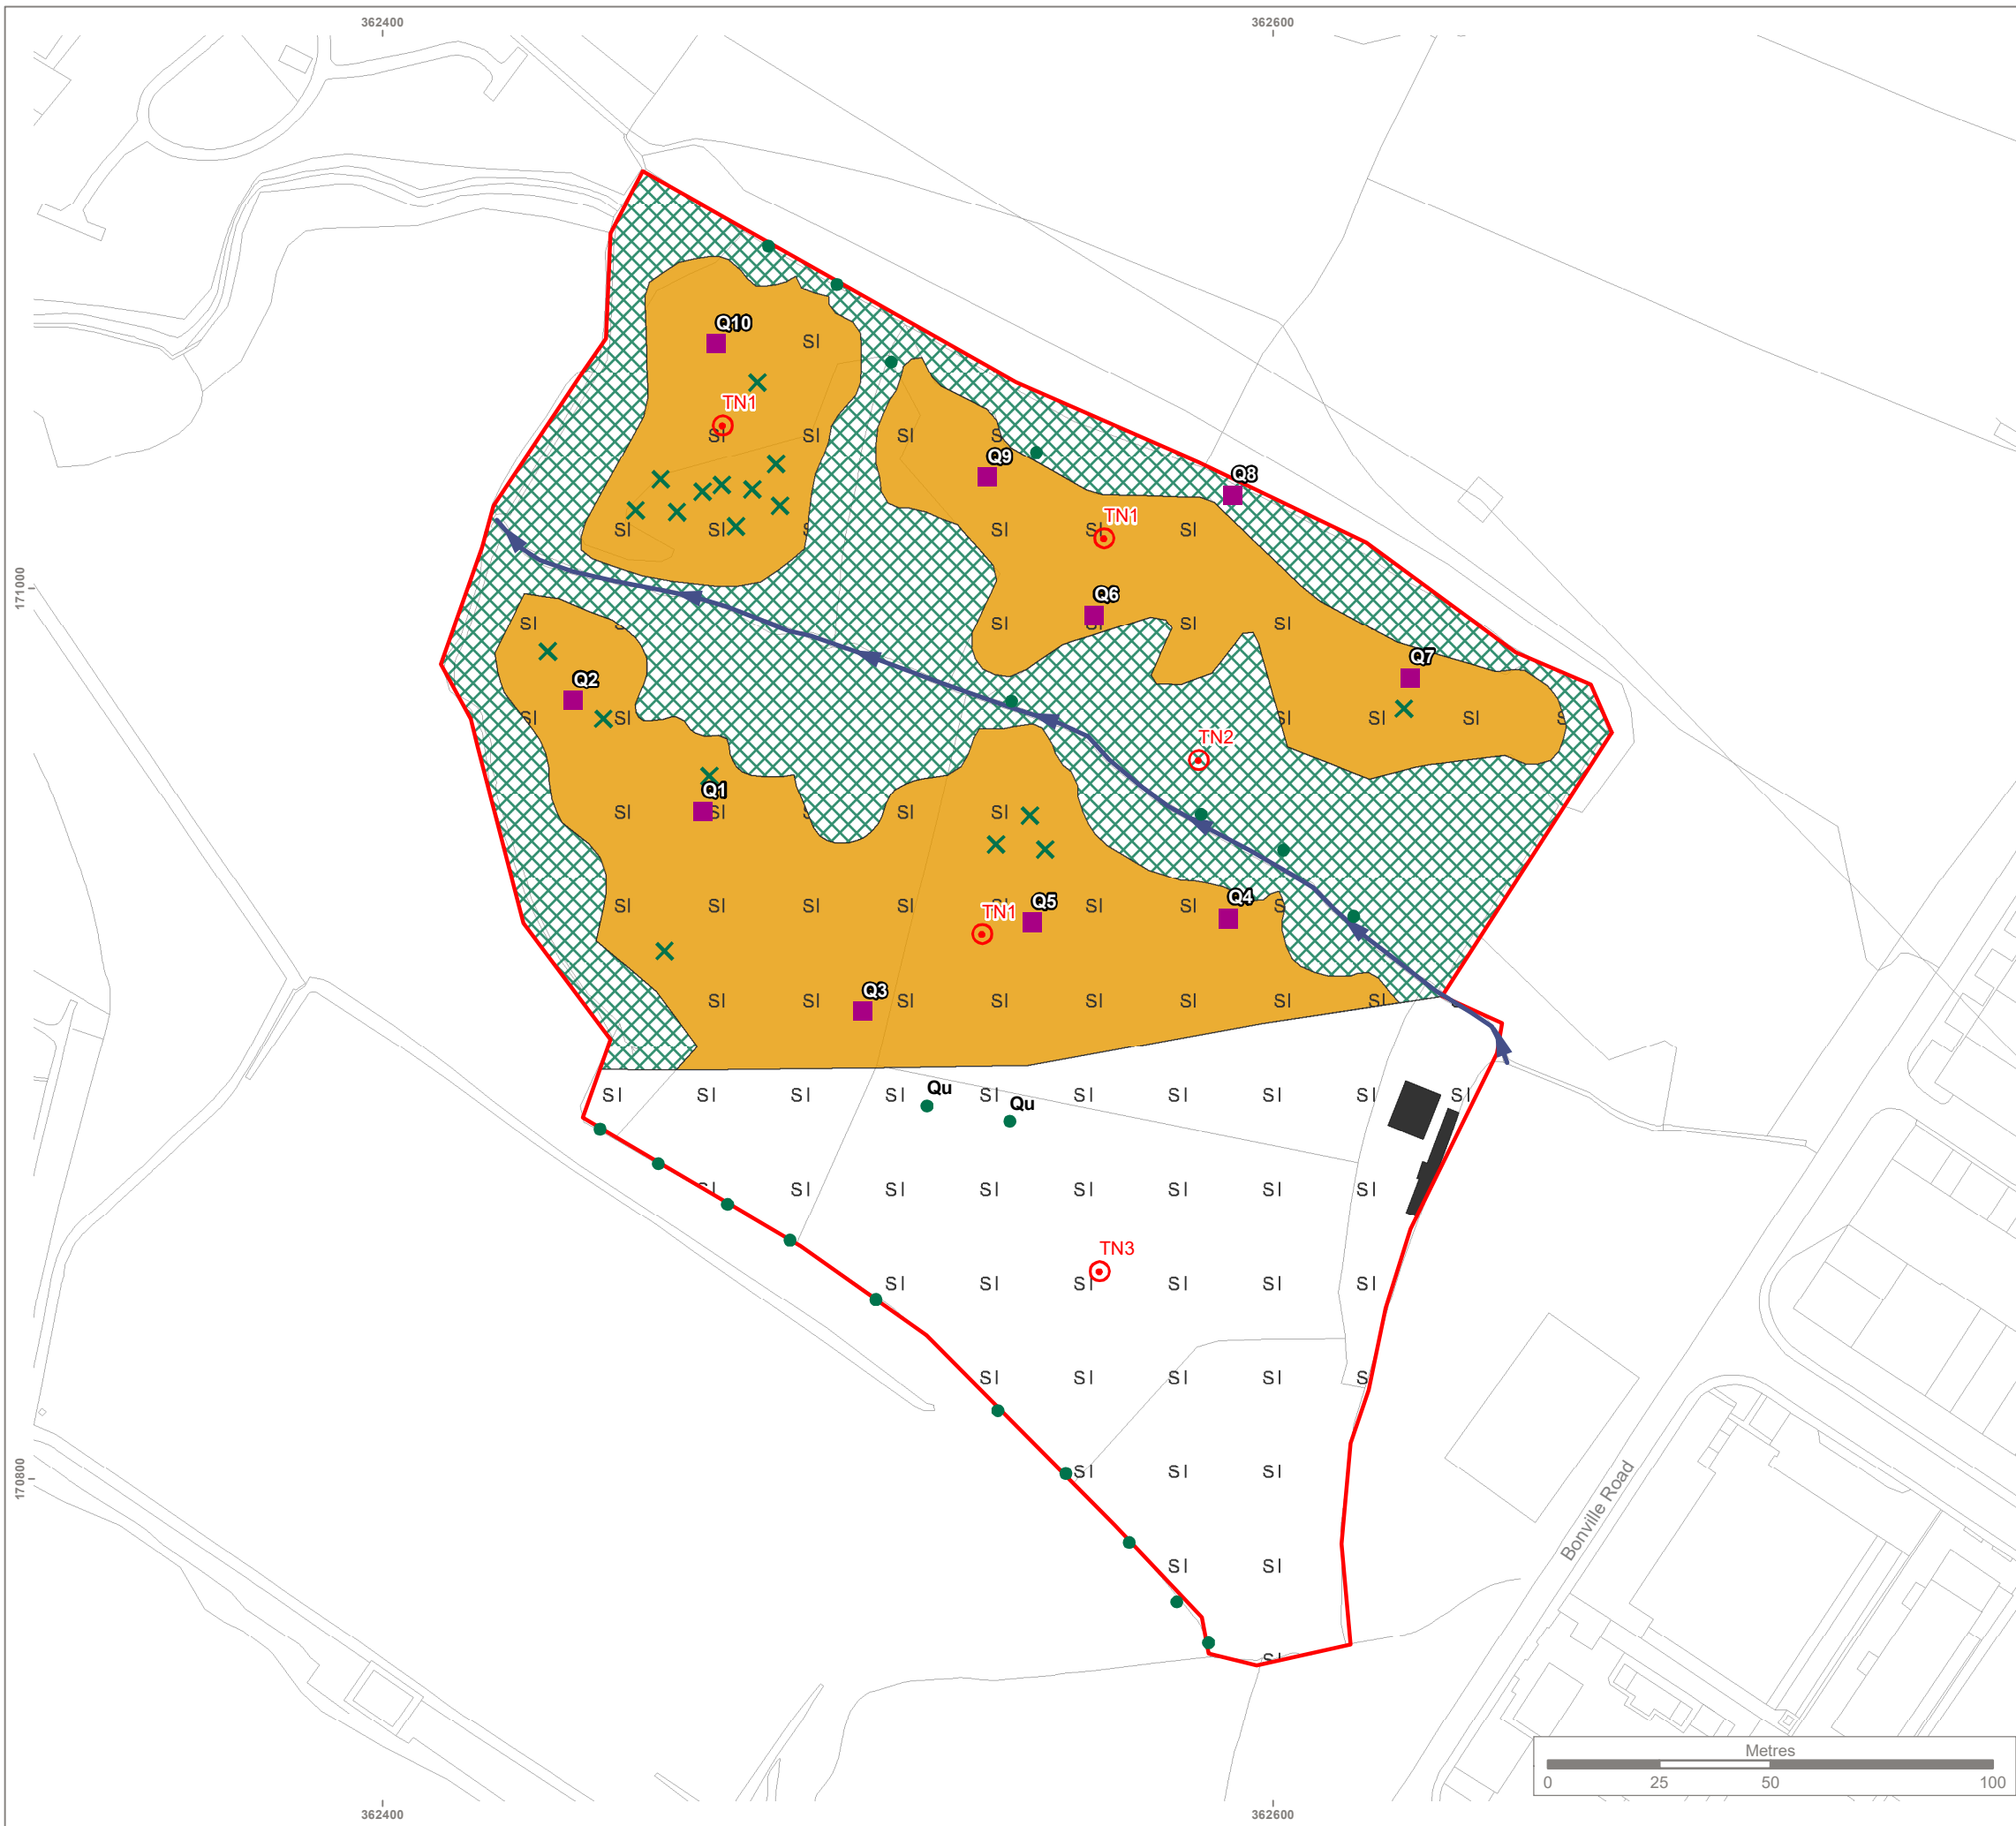 362400 362600
Q10
SI
TN1
SI SI SI S
Q9
Q8
TN1
SI SI SI SI SI
171000
Q6
SI SI SI SI SI
Q7
Q2
SI SI SI SI SI S
TN2
Q1
SI SI SI SI
Q4
Q5
TN1
SI SI SI SI SI SI SI S
Q3
SI SI SI SI SI SI SI SI
Qu
SI SI SI SI SI SI SI SI SI SI
Qu
SI SI SI SI SI SI SI SI
TN3
SI SI SI SI SI SI
SI SI SI SI S
SI SI SI
170800
Bonville Road
SI SI
SI
Metres
0 25 50 100
362400 362600